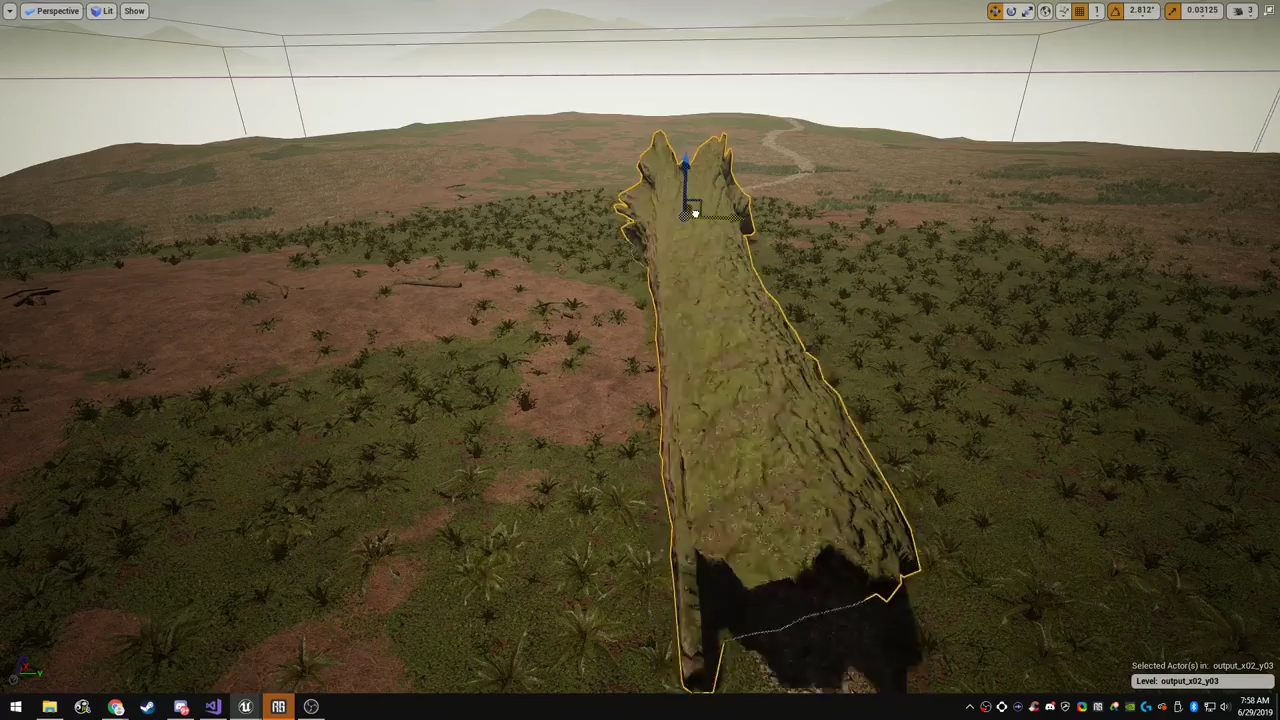 Perspective Lit Show 1 2.812° 0.03125 3
Selected Actor(s) in: output_x02_y03
Level: output_x02_y03
7:58 AM
6/29/2019